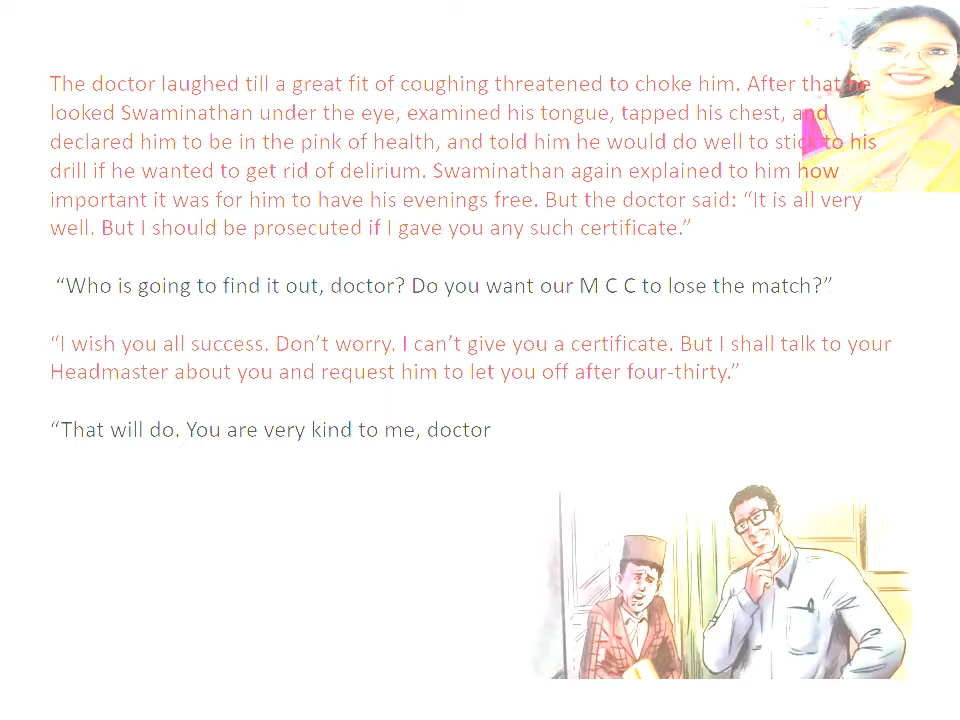 The doctor laughed till a great fit of coughing threatened to choke him. After that he
looked Swaminathan under the eye, examined his tongue, tapped his chest, and
declared him to be in the pink of health, and told him he would do well to stick to his
drill if he wanted to get rid of delirium. Swaminathan again explained to him how
important it was for him to have his evenings free. But the doctor said: “It is all very
well. But I should be prosecuted if I gave you any such certificate.”
“Who is going to find it out, doctor? Do you want our M C C to lose the match?”
“I wish you all success. Don’t worry. I can’t give you a certificate. But I shall talk to your
Headmaster about you and request him to let you off after four-thirty.”
“That will do. You are very kind to me, doctor